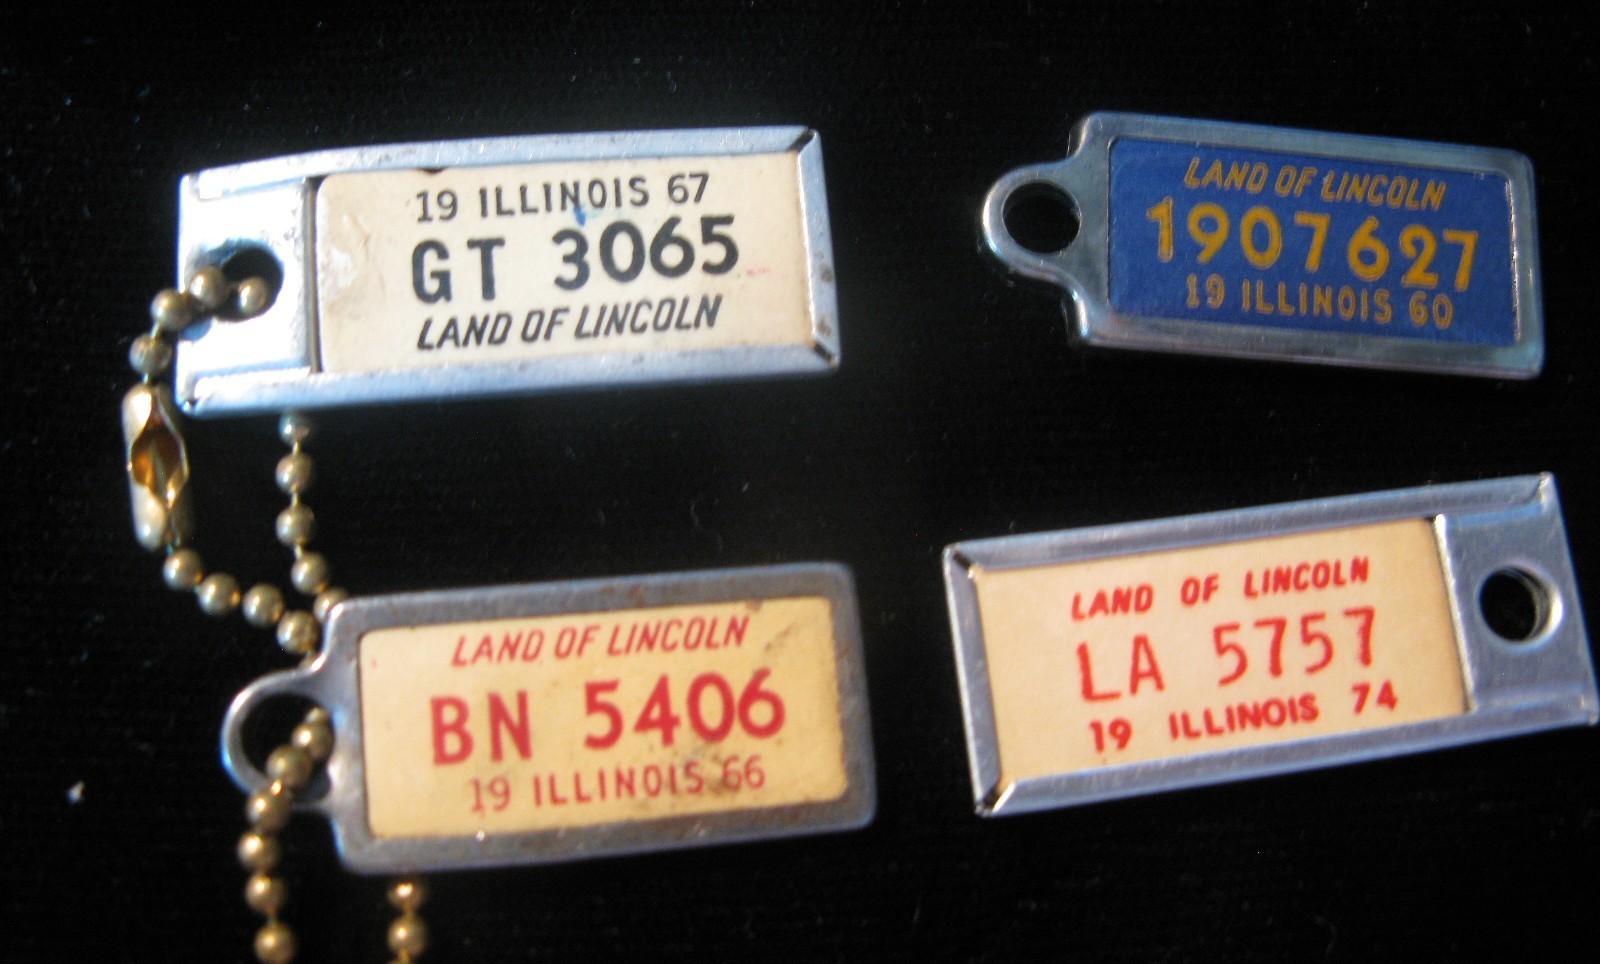 19 ILLINOIS 67
GT 3065
LAND OF LINCOLN
LAND OF LINCOLN
1907627
19 ILLINOIS 60
LAND OF LINCOLN
BN 5406
19 ILLINOIS 66
LAND OF LINCOLN
LA 5757
19 ILLINOIS 74